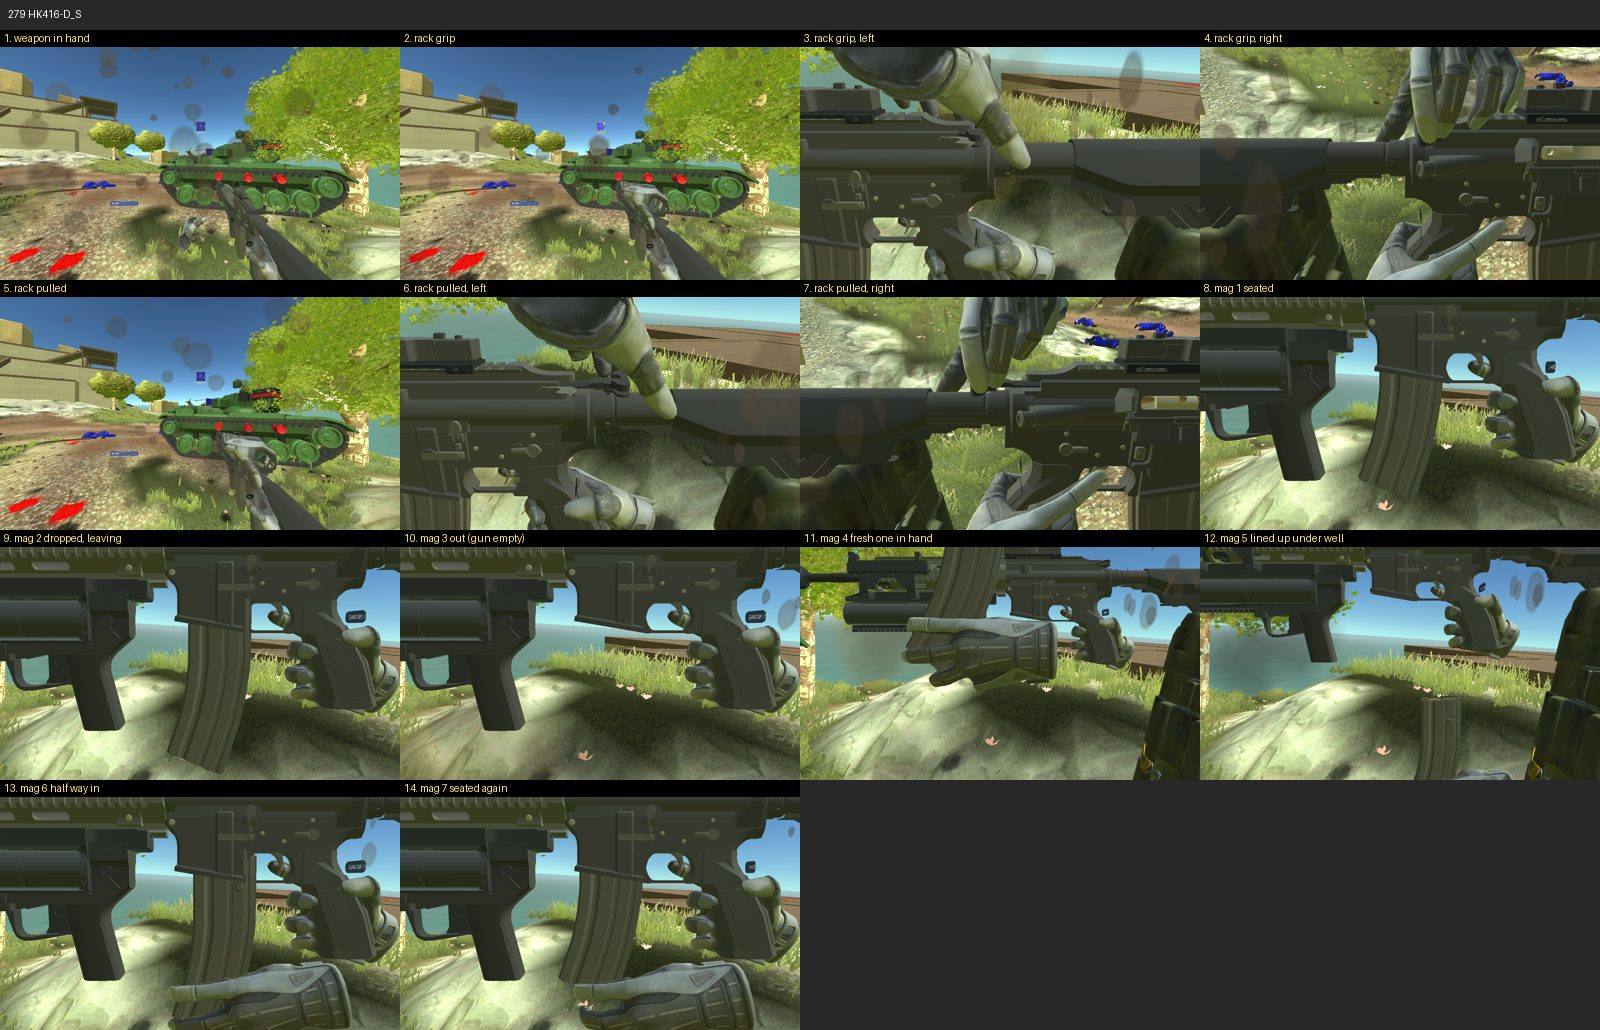 279 HK416-D_S
1. weapon in hand
2. rack grip
3. rack grip, left
4. rack grip, right
5. rack pulled
6. rack pulled, left
7. rack pulled, right
8. mag 1 seated
9. mag 2 dropped, leaving
10. mag 3 out (gun empty)
11. mag 4 fresh one in hand
12. mag 5 lined up under well
13. mag 6 half way in
14. mag 7 seated again